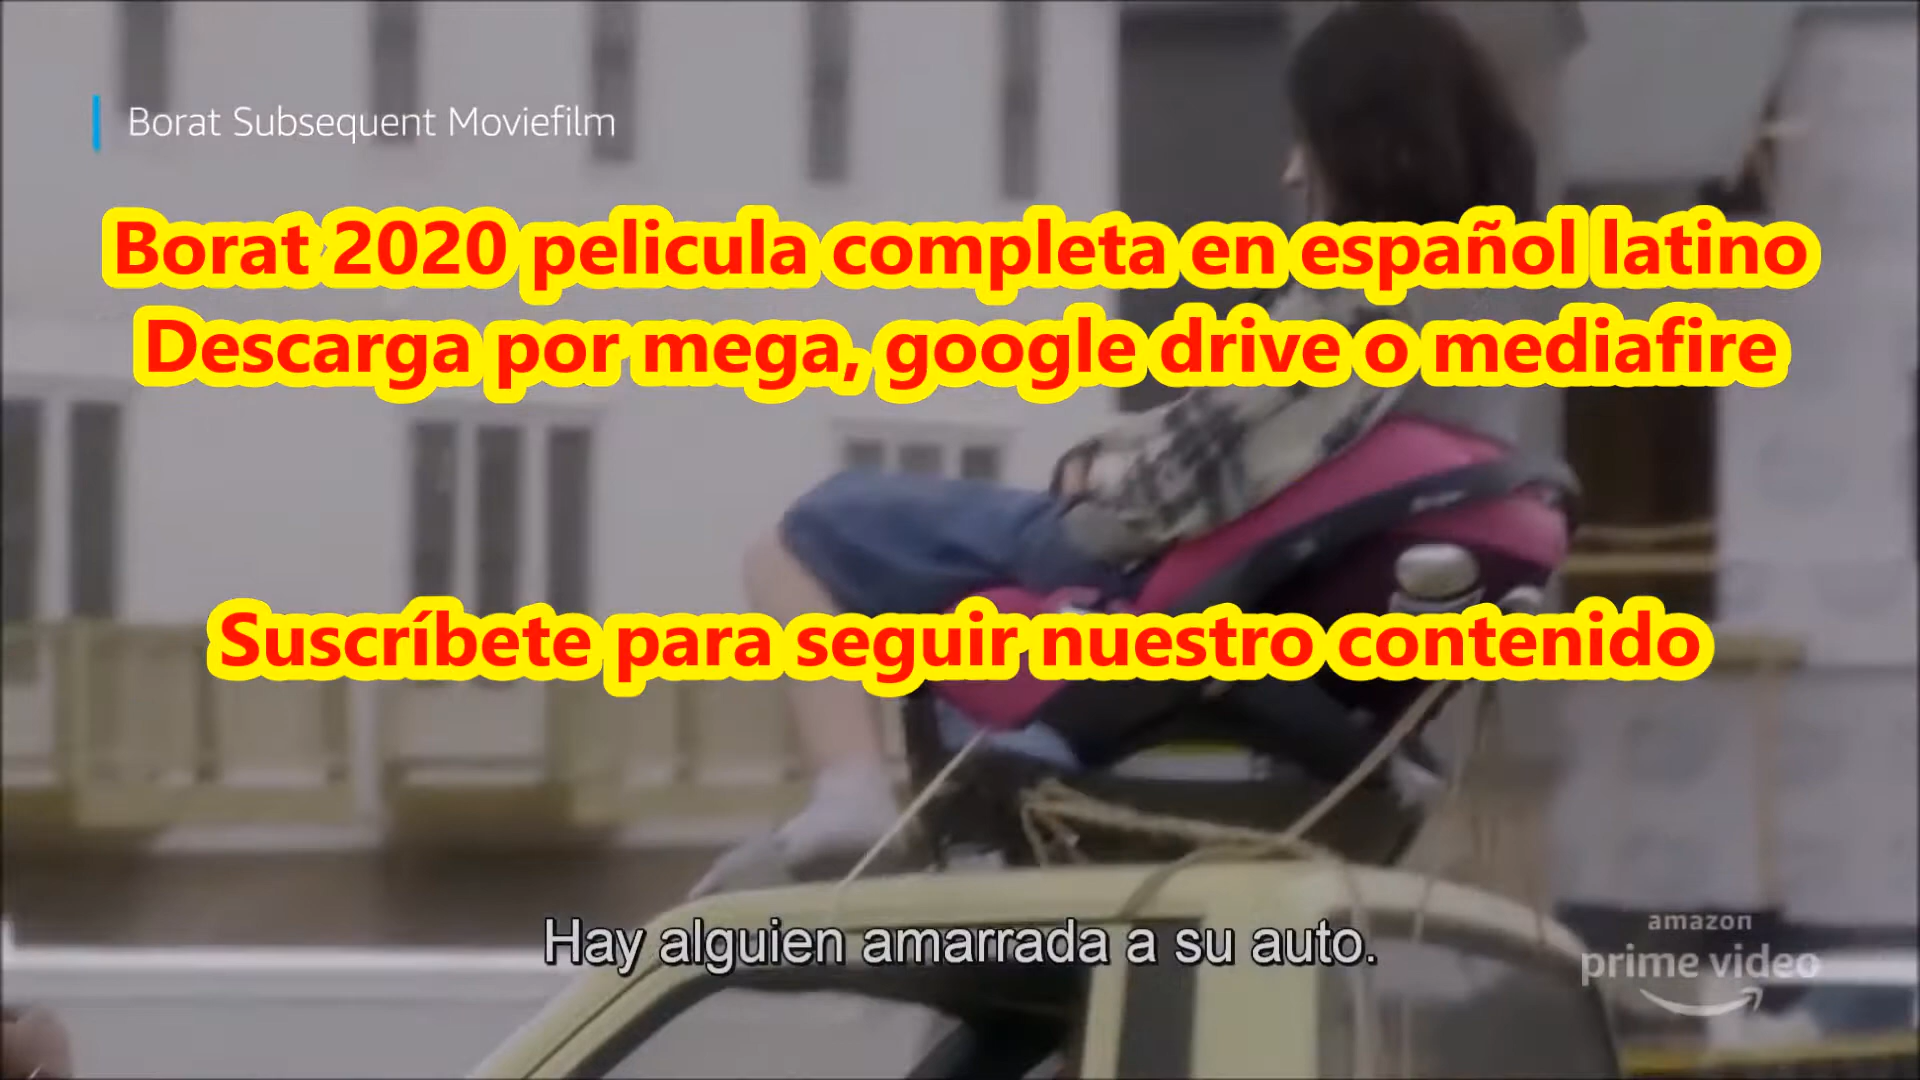 Borat Subsequent Moviefilm
Borat 2020 pelicula completa en español latino
Descarga por mega, google drive o mediafire
Suscríbete para seguir nuestro contenido
Hay alguien amarrada a su auto.
amazon
prime video